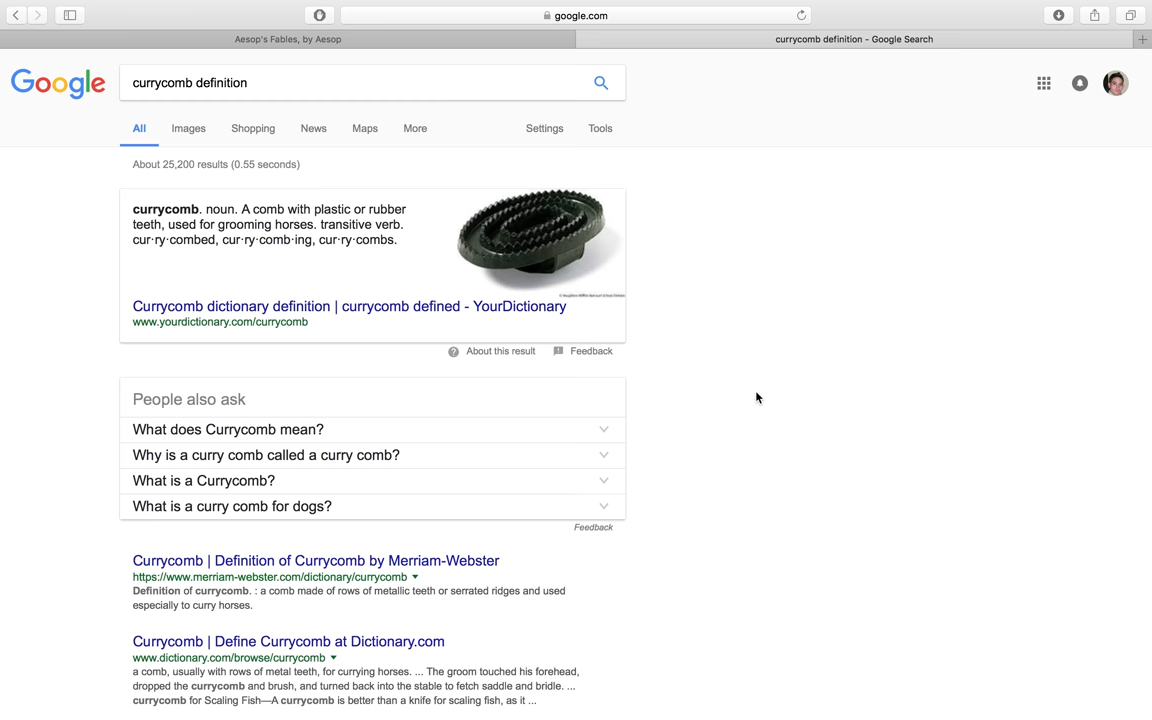 google.com
Aesop's Fables, by Aesop
currycomb definition - Google Search
Google
currycomb definition
All Images Shopping News Maps More Settings Tools
About 25,200 results (0.55 seconds)
currycomb. noun. A comb with plastic or rubber
teeth, used for grooming horses. transitive verb.
cur·ry·combed, cur·ry·comb·ing, cur·ry·combs.
Currycomb dictionary definition | currycomb defined - YourDictionary
www.yourdictionary.com/currycomb
About this result Feedback
People also ask
What does Currycomb mean?
Why is a curry comb called a curry comb?
What is a Currycomb?
What is a curry comb for dogs?
Feedback
Currycomb | Definition of Currycomb by Merriam-Webster
https://www.merriam-webster.com/dictionary/currycomb
Definition of currycomb. : a comb made of rows of metallic teeth or serrated ridges and used
especially to curry horses.
Currycomb | Define Currycomb at Dictionary.com
www.dictionary.com/browse/currycomb
a comb, usually with rows of metal teeth, for currying horses. ... The groom touched his forehead,
dropped the currycomb and brush, and turned back into the stable to fetch saddle and bridle. ...
currycomb for Scaling Fish—A currycomb is better than a knife for scaling fish, as it ...